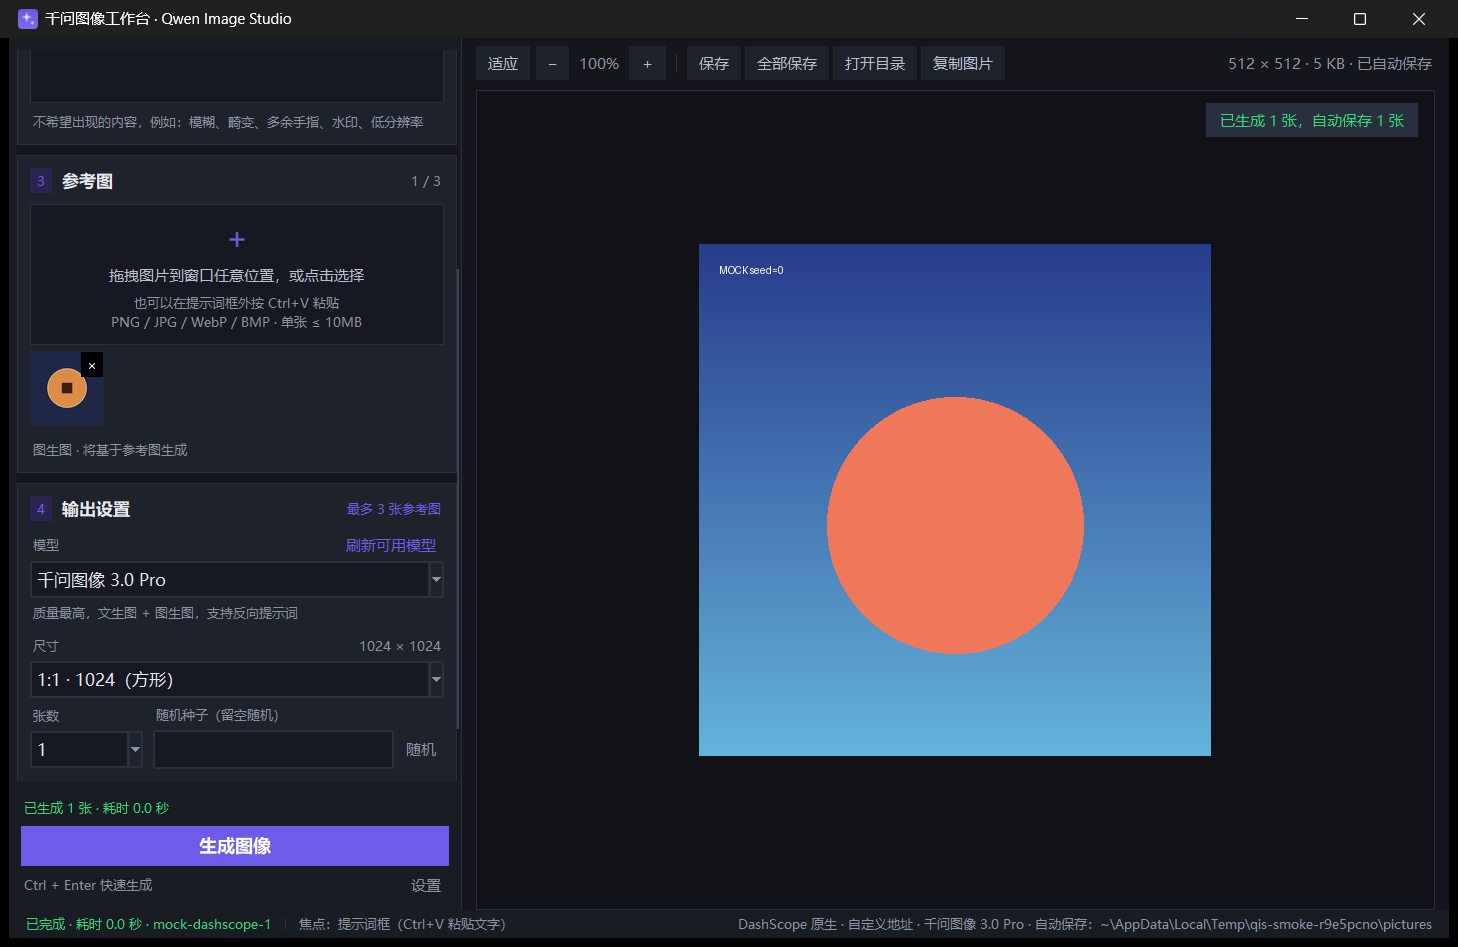 千问图像工作台 · Qwen Image Studio
不希望出现的内容，例如：模糊、畸变、多余手指、水印、低分辨率
3 参考图 1 / 3
+
拖拽图片到窗口任意位置，或点击选择
也可以在提示词框外按 Ctrl+V 粘贴
PNG / JPG / WebP / BMP · 单张 ≤ 10MB
×
图生图 · 将基于参考图生成
4 输出设置 最多 3 张参考图
模型 刷新可用模型
千问图像 3.0 Pro
质量最高，文生图 + 图生图，支持反向提示词
尺寸 1024 × 1024
1:1 · 1024（方形）
张数 随机种子（留空随机）
1 随机
已生成 1 张 · 耗时 0.0 秒
生成图像
Ctrl + Enter 快速生成 设置
适应 − 100% + 保存 全部保存 打开目录 复制图片 512 × 512 · 5 KB · 已自动保存
已生成 1 张，自动保存 1 张
MOCK seed=0
已完成 · 耗时 0.0 秒 · mock-dashscope-1 焦点：提示词框（Ctrl+V 粘贴文字） DashScope 原生 · 自定义地址 · 千问图像 3.0 Pro · 自动保存：~\AppData\Local\Temp\qis-smoke-r9e5pcno\pictures